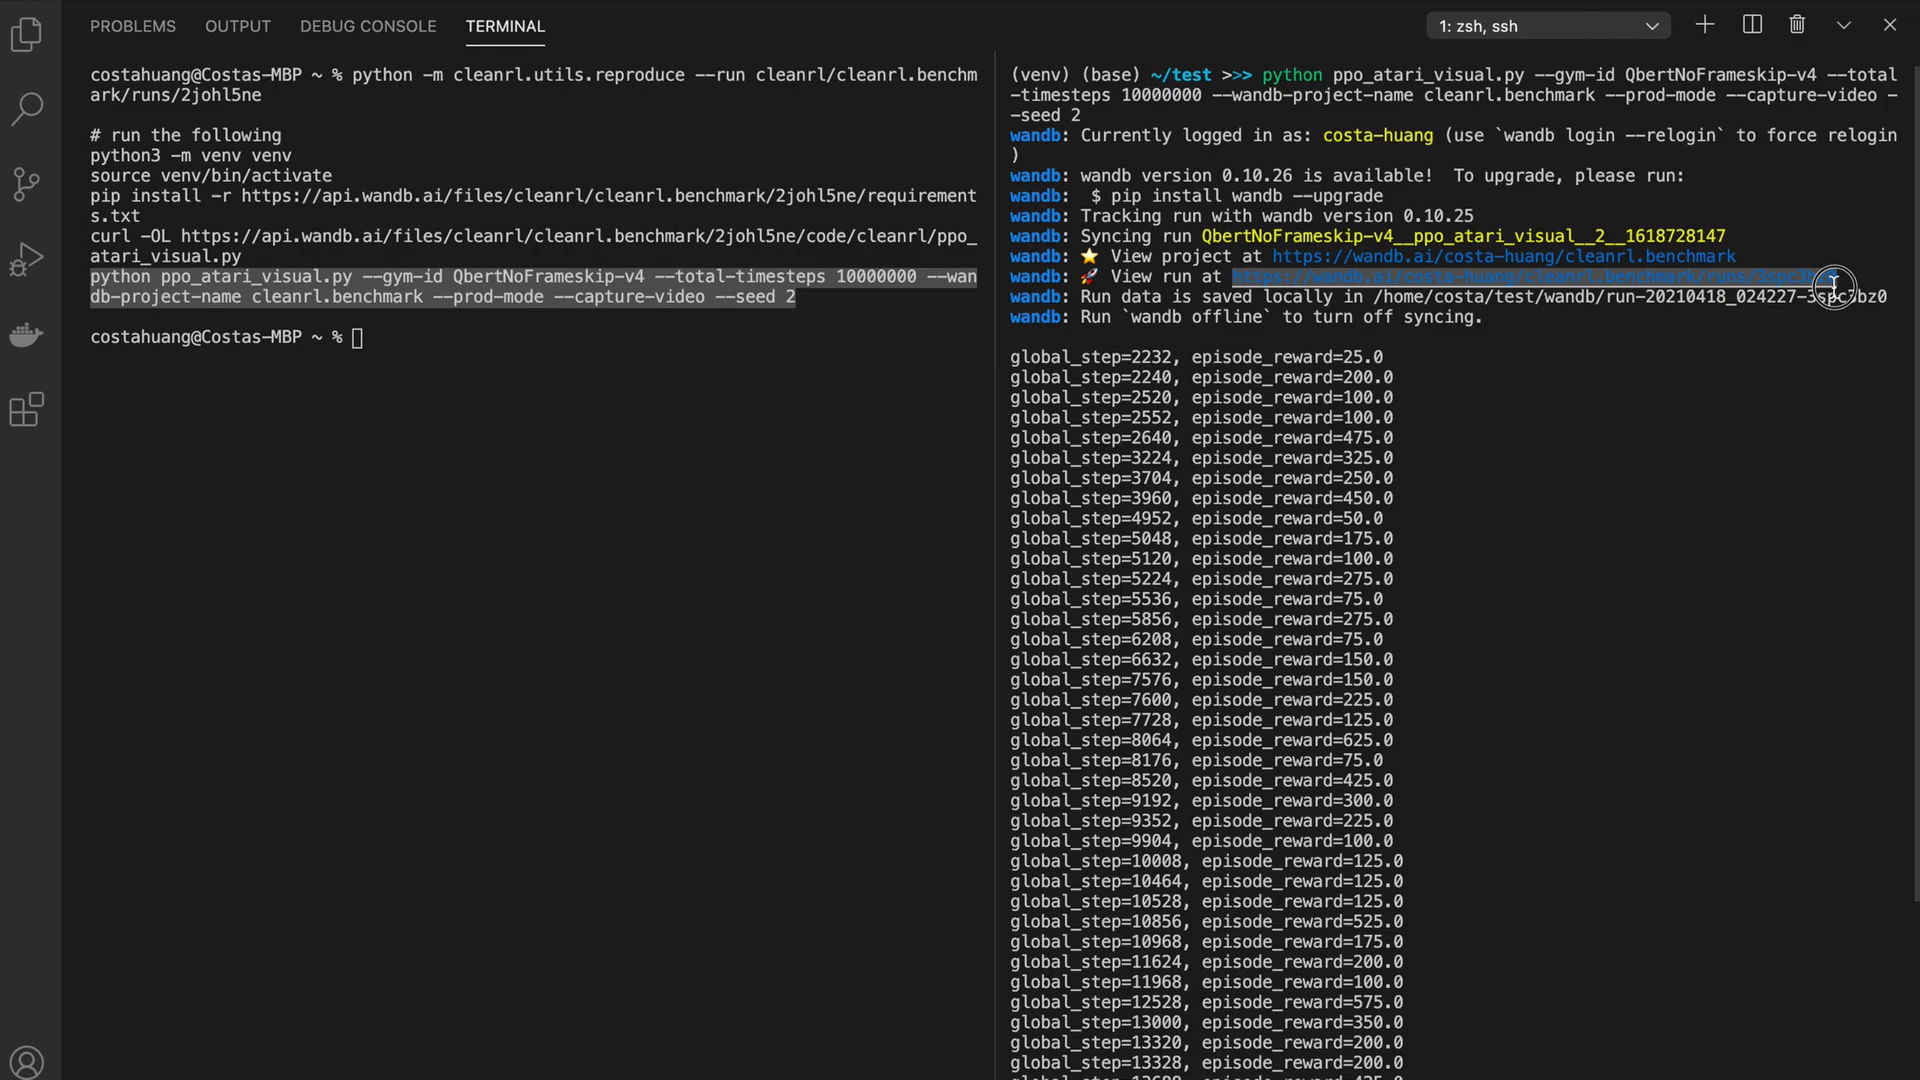 PROBLEMS OUTPUT DEBUG CONSOLE TERMINAL
1: zsh, ssh
costahuang@Costas-MBP ~ % python -m cleanrl.utils.reproduce --run cleanrl/cleanrl.benchm
ark/runs/2johl5ne
# run the following
python3 -m venv venv
source venv/bin/activate
pip install -r https://api.wandb.ai/files/cleanrl/cleanrl.benchmark/2johl5ne/requirement
s.txt
curl -OL https://api.wandb.ai/files/cleanrl/cleanrl.benchmark/2johl5ne/code/cleanrl/ppo_
atari_visual.py
python ppo_atari_visual.py --gym-id QbertNoFrameskip-v4 --total-timesteps 10000000 --wan
db-project-name cleanrl.benchmark --prod-mode --capture-video --seed 2
costahuang@Costas-MBP ~ %
(venv) (base) ~/test >>> python ppo_atari_visual.py --gym-id QbertNoFrameskip-v4 --total
-timesteps 10000000 --wandb-project-name cleanrl.benchmark --prod-mode --capture-video -
-seed 2
wandb: Currently logged in as: costa-huang (use `wandb login --relogin` to force relogin
)
wandb: wandb version 0.10.26 is available!  To upgrade, please run:
wandb:  $ pip install wandb --upgrade
wandb: Tracking run with wandb version 0.10.25
wandb: Syncing run QbertNoFrameskip-v4__ppo_atari_visual__2__1618728147
wandb: ⭐ View project at https://wandb.ai/costa-huang/cleanrl.benchmark
wandb: 🚀 View run at https://wandb.ai/costa-huang/cleanrl.benchmark/runs/3spc3bz0
wandb: Run data is saved locally in /home/costa/test/wandb/run-20210418_024227-3spc3bz0
wandb: Run `wandb offline` to turn off syncing.
global_step=2232, episode_reward=25.0
global_step=2240, episode_reward=200.0
global_step=2520, episode_reward=100.0
global_step=2552, episode_reward=100.0
global_step=2640, episode_reward=475.0
global_step=3224, episode_reward=325.0
global_step=3704, episode_reward=250.0
global_step=3960, episode_reward=450.0
global_step=4952, episode_reward=50.0
global_step=5048, episode_reward=175.0
global_step=5120, episode_reward=100.0
global_step=5224, episode_reward=275.0
global_step=5536, episode_reward=75.0
global_step=5856, episode_reward=275.0
global_step=6208, episode_reward=75.0
global_step=6632, episode_reward=150.0
global_step=7576, episode_reward=150.0
global_step=7600, episode_reward=225.0
global_step=7728, episode_reward=125.0
global_step=8064, episode_reward=625.0
global_step=8176, episode_reward=75.0
global_step=8520, episode_reward=425.0
global_step=9192, episode_reward=300.0
global_step=9352, episode_reward=225.0
global_step=9904, episode_reward=100.0
global_step=10008, episode_reward=125.0
global_step=10464, episode_reward=125.0
global_step=10528, episode_reward=125.0
global_step=10856, episode_reward=525.0
global_step=10968, episode_reward=175.0
global_step=11624, episode_reward=200.0
global_step=11968, episode_reward=100.0
global_step=12528, episode_reward=575.0
global_step=13000, episode_reward=350.0
global_step=13320, episode_reward=200.0
global_step=13328, episode_reward=200.0